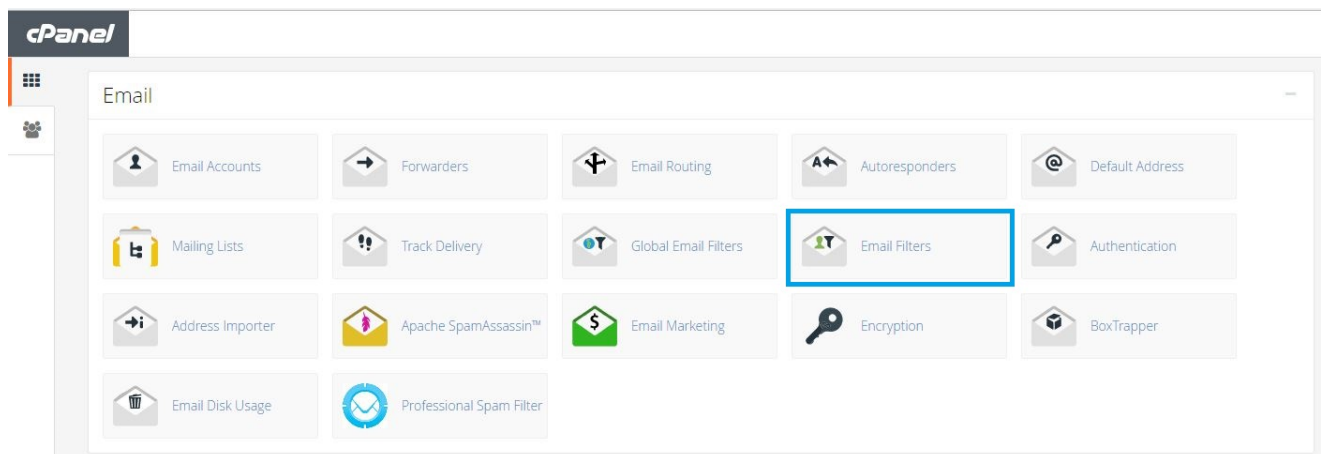 cPanel
Email
Email Accounts
Forwarders
Email Routing
Autoresponders
Default Address
Mailing Lists
Track Delivery
Global Email Filters
Email Filters
Authentication
Address Importer
Apache SpamAssassin™
Email Marketing
Encryption
BoxTrapper
Email Disk Usage
Professional Spam Filter